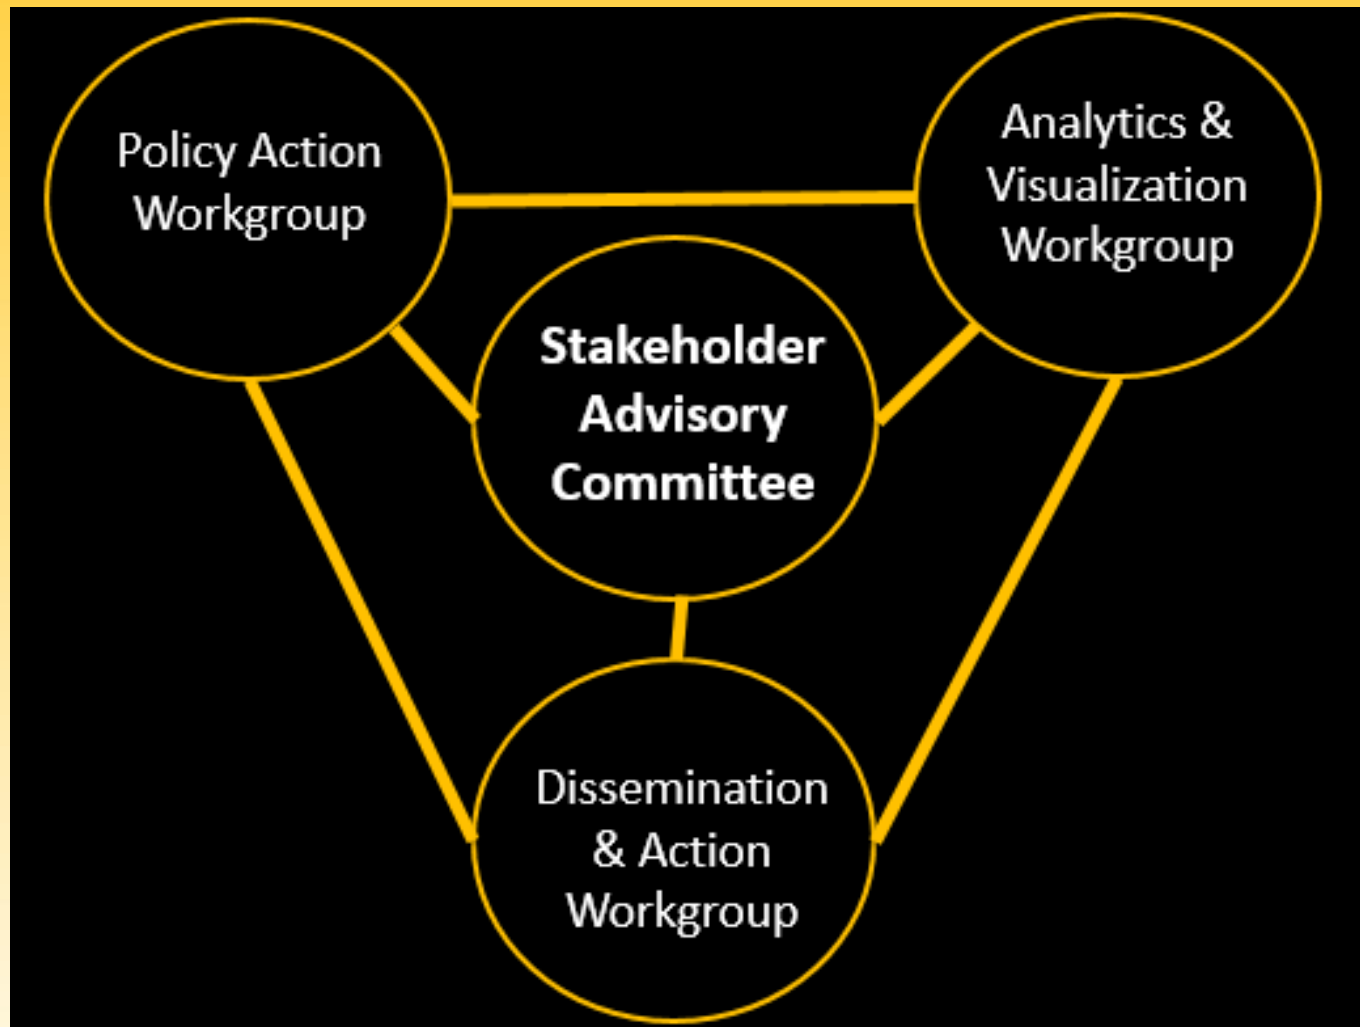 Policy Action
Workgroup
Analytics &
Visualization
Workgroup
Stakeholder
Advisory
Committee
Dissemination
& Action
Workgroup